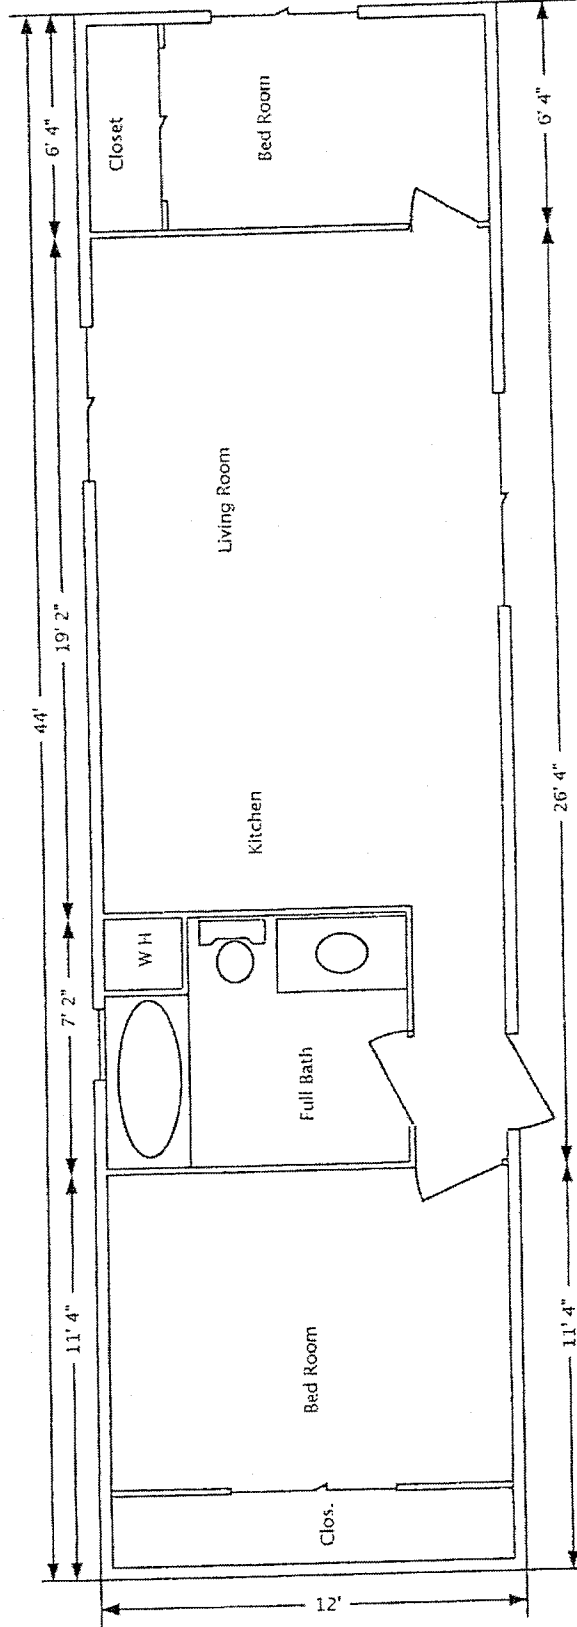 44'
11' 4"
7' 2"
19' 2"
6' 4"
W H
Closet
Clos.
Bed Room
Full Bath
Kitchen
Living Room
Bed Room
12'
11' 4"
26' 4"
6' 4"